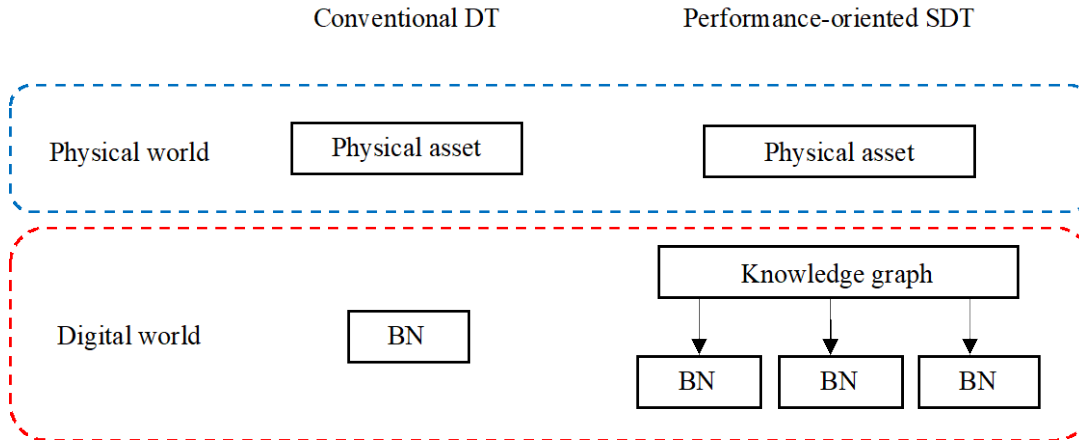 Conventional DT
Performance-oriented SDT
Physical world
Physical asset
Physical asset
Knowledge graph
Digital world
BN
BN
BN
BN